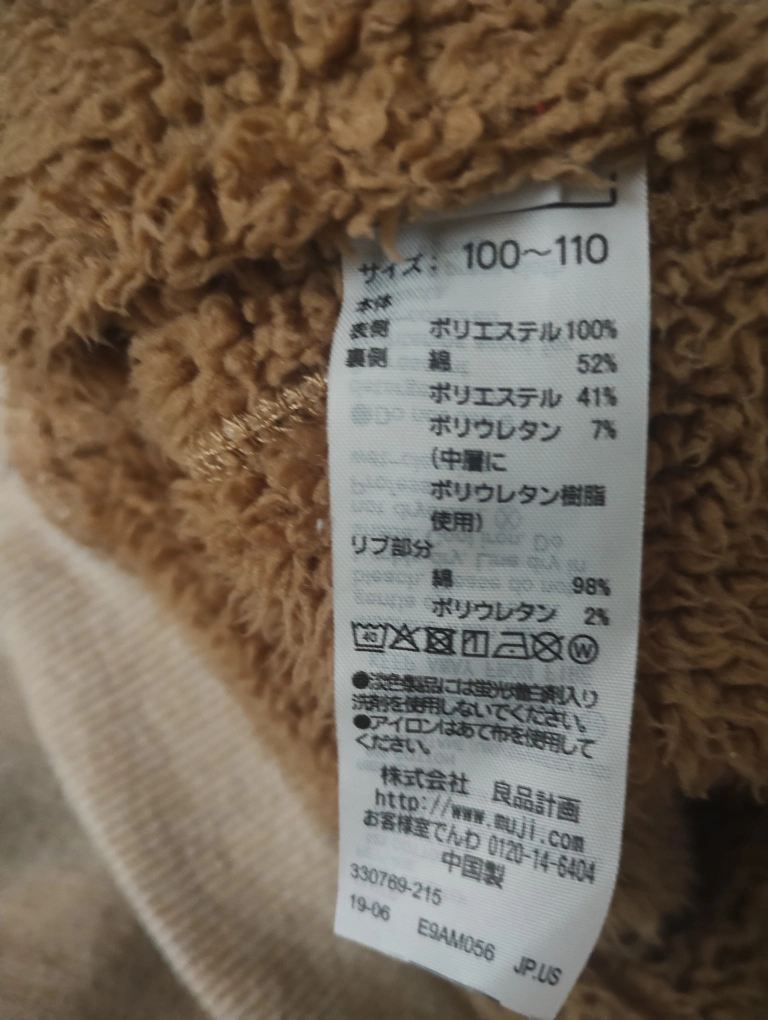 サイズ： 100～110
本体
表側 ポリエステル 100%
裏側 綿 52%
ポリエステル 41%
ポリウレタン 7%
(中層に
ポリウレタン樹脂
使用)
リブ部分
綿 98%
ポリウレタン 2%
40 W
●淡色製品には蛍光増白剤入り
洗剤を使用しないでください。
●アイロンはあて布を使用して
ください。
株式会社 良品計画
http://www.muji.com
お客様室でんわ 0120-14-6404
中国製
330769-215
19-06 E9AM056 JP.US